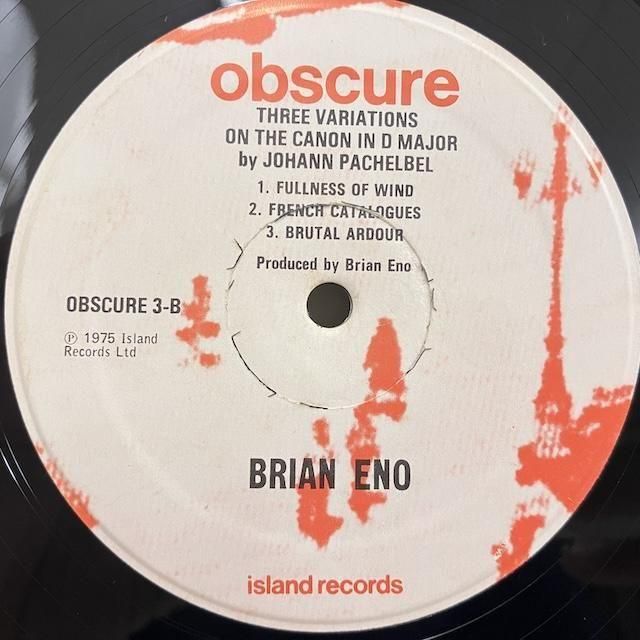 obscure
THREE VARIATIONS
ON THE CANON IN D MAJOR
by JOHANN PACHELBEL
1. FULLNESS OF WIND
2. FRENCH CATALOGUES
3. BRUTAL ARDOUR
Produced by Brian Eno
OBSCURE 3-B
Ⓟ 1975 Island
Records Ltd
BRIAN ENO
island records